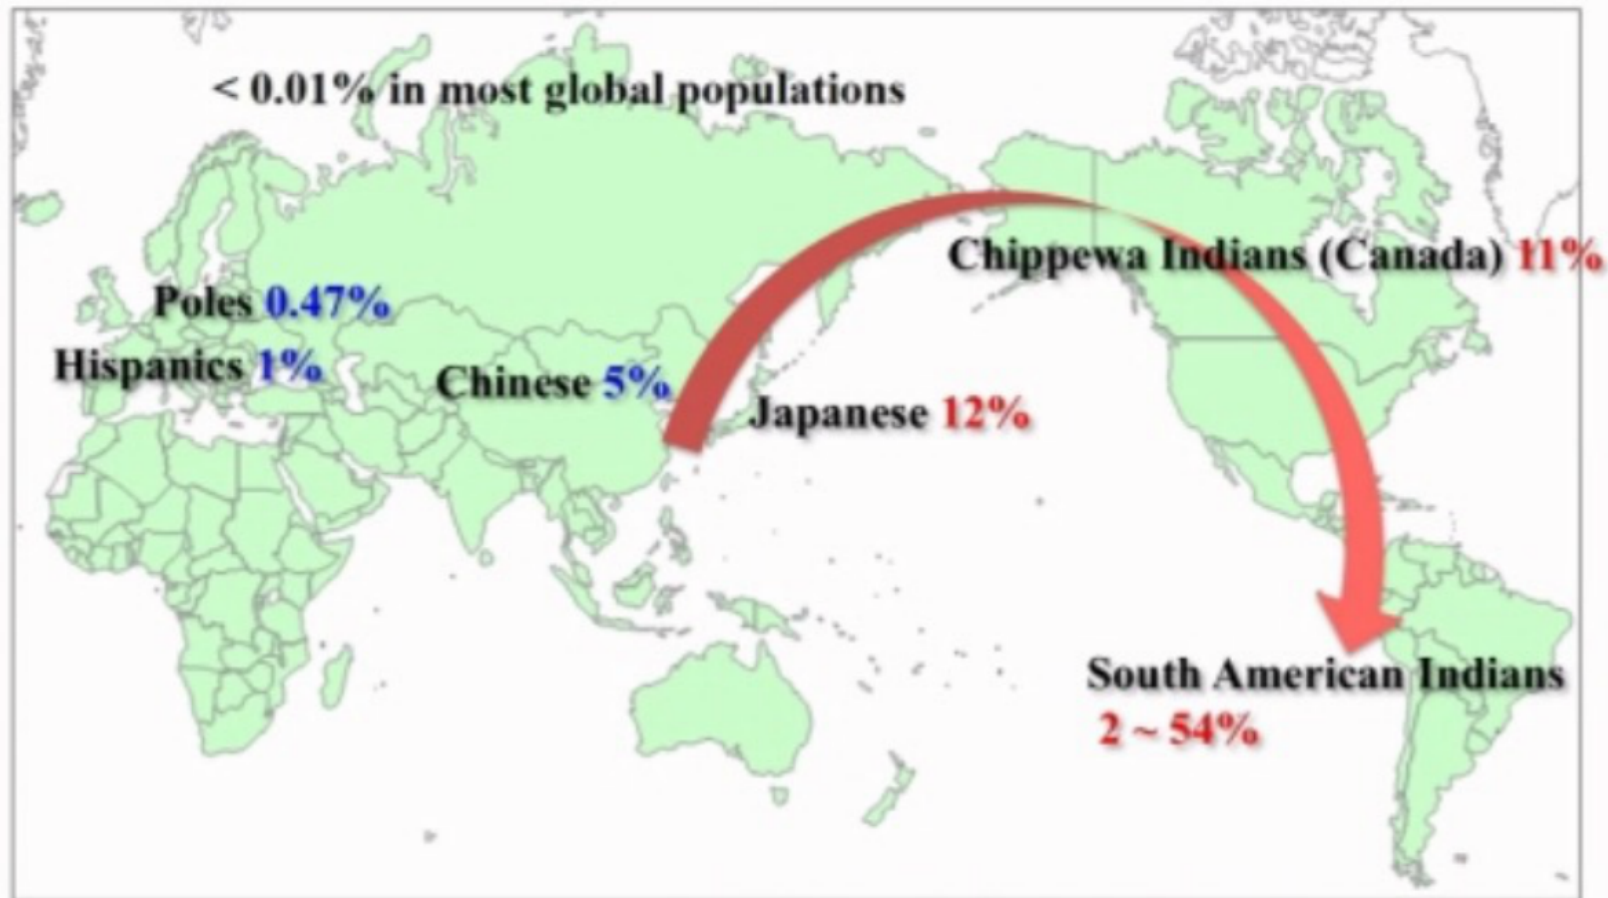 < 0.01% in most global populations
Chippewa Indians (Canada) 11%
Poles 0.47%
Hispanics 1%
Chinese 5%
Japanese 12%
South American Indians
2 ~ 54%